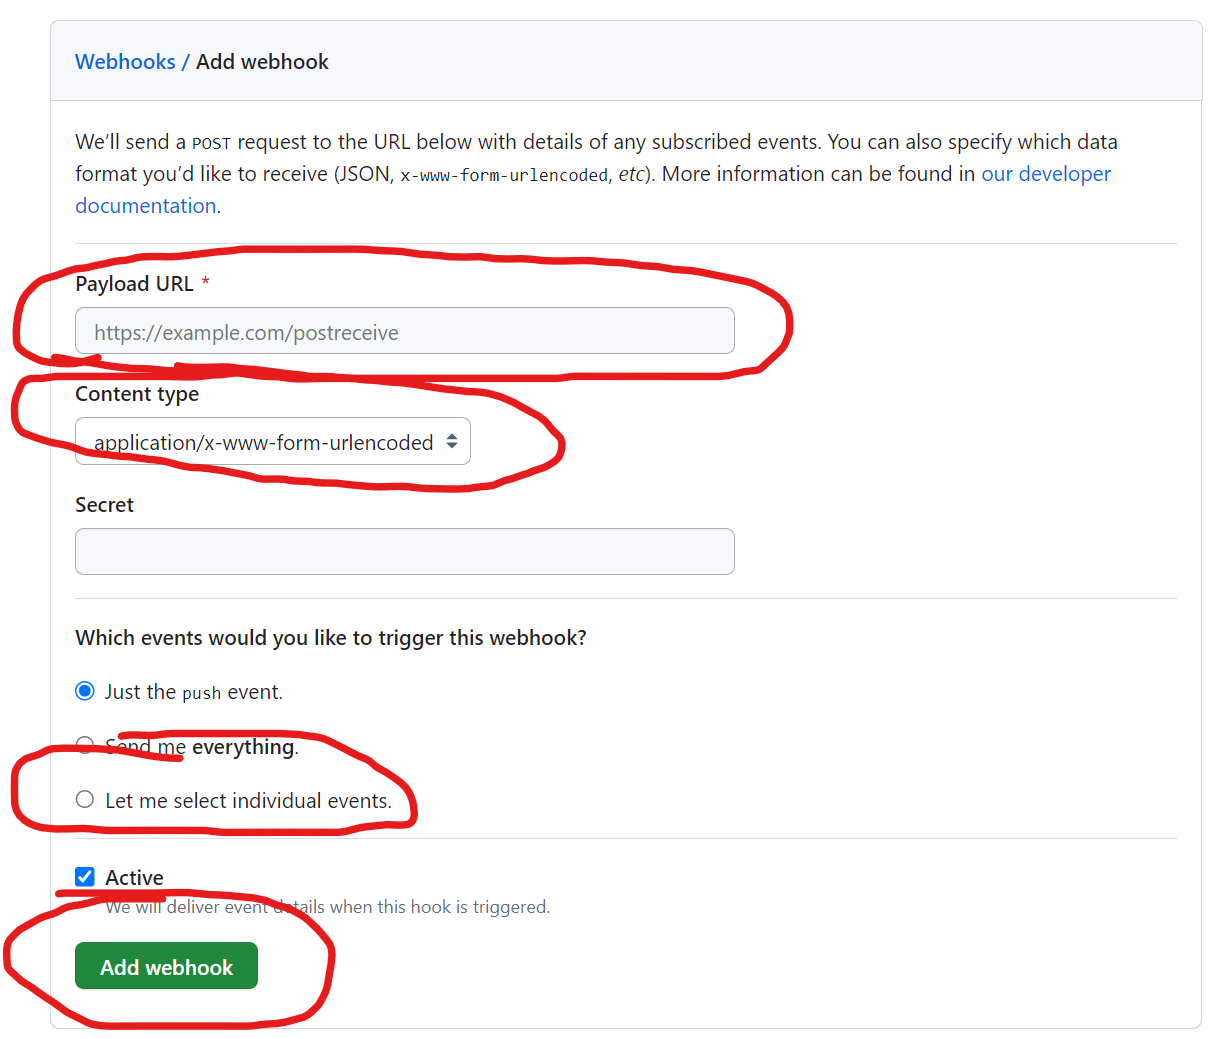 Webhooks / Add webhook
We’ll send a POST request to the URL below with details of any subscribed events. You can also specify which data
format you’d like to receive (JSON, x-www-form-urlencoded, etc). More information can be found in our developer
documentation.
Payload URL *
https://example.com/postreceive
Content type
application/x-www-form-urlencoded
Secret
Which events would you like to trigger this webhook?
Just the push event.
Send me everything.
Let me select individual events.
Active
We will deliver event details when this hook is triggered.
Add webhook